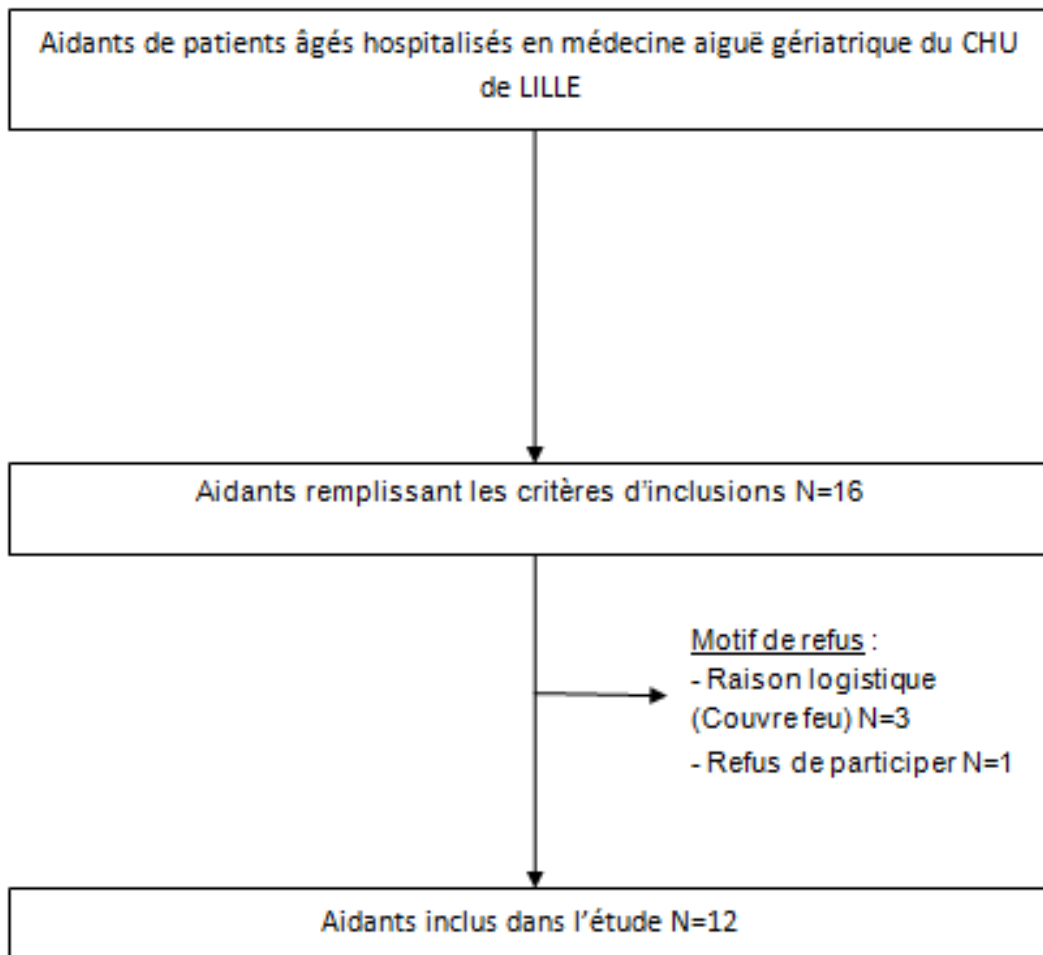 Aidants de patients âgés hospitalisés en médecine aiguë gériatrique du CHU
de LILLE
Aidants remplissant les critères d'inclusions N=16
Motif de refus :
- Raison logistique
(Couvre feu) N=3
- Refus de participer N=1
Aidants inclus dans l'étude N=12